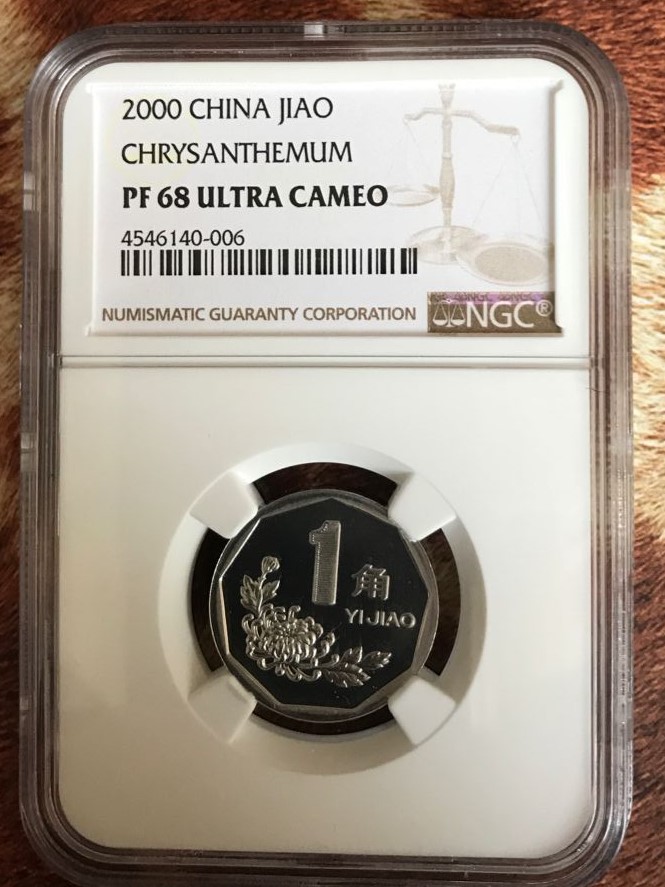 2000 CHINA JIAO
CHRYSANTHEMUM
PF 68 ULTRA CAMEO
4546140-006
NUMISMATIC GUARANTY CORPORATION
NGC®
1
角
YI JIAO